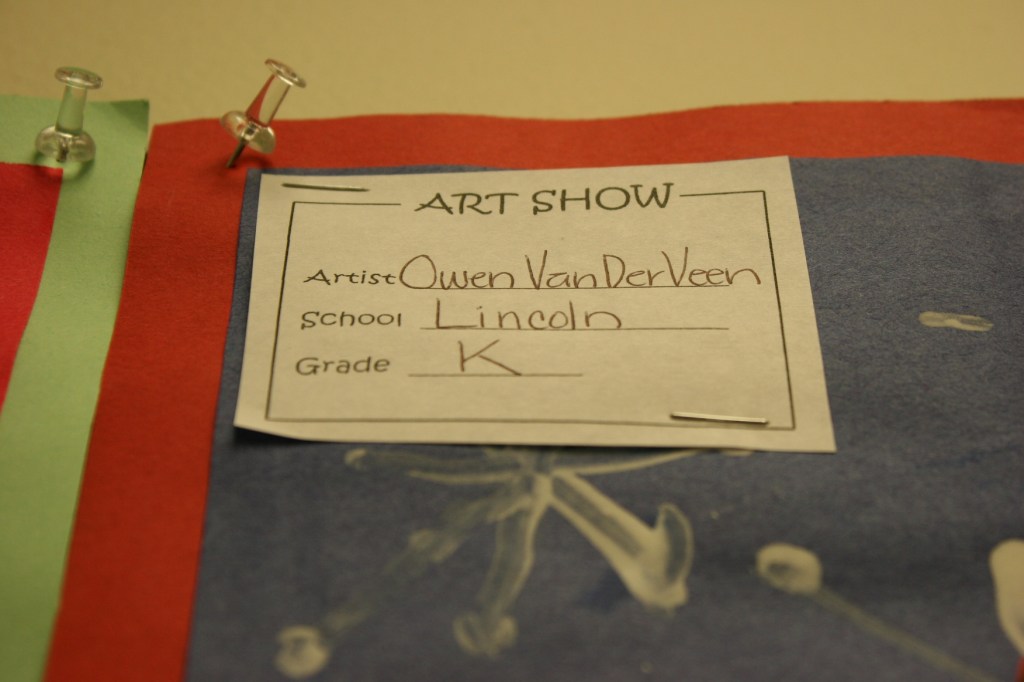 ART SHOW
Artist Owen VanDerVeen
School Lincoln
Grade K